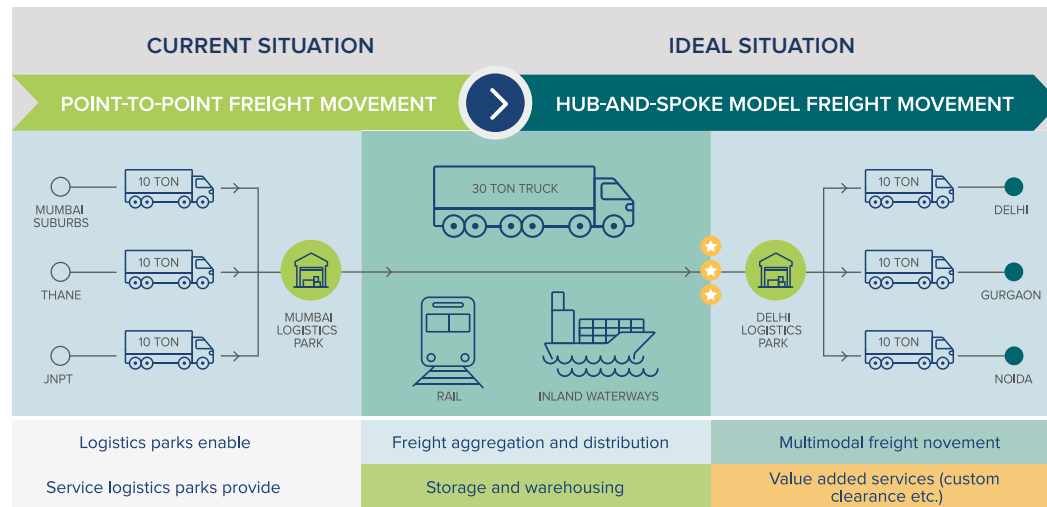 CURRENT SITUATION
IDEAL SITUATION
POINT-TO-POINT FREIGHT MOVEMENT
HUB-AND-SPOKE MODEL FREIGHT MOVEMENT
10 TON
MUMBAI
SUBURBS
10 TON
THANE
10 TON
JNPT
MUMBAI
LOGISTICS
PARK
30 TON TRUCK
RAIL
INLAND WATERWAYS
DELHI
LOGISTICS
PARK
10 TON
DELHI
10 TON
GURGAON
10 TON
NOIDA
Logistics parks enable
Freight aggregation and distribution
Multimodal freight novement
Service logistics parks provide
Storage and warehousing
Value added services (custom
clearance etc.)